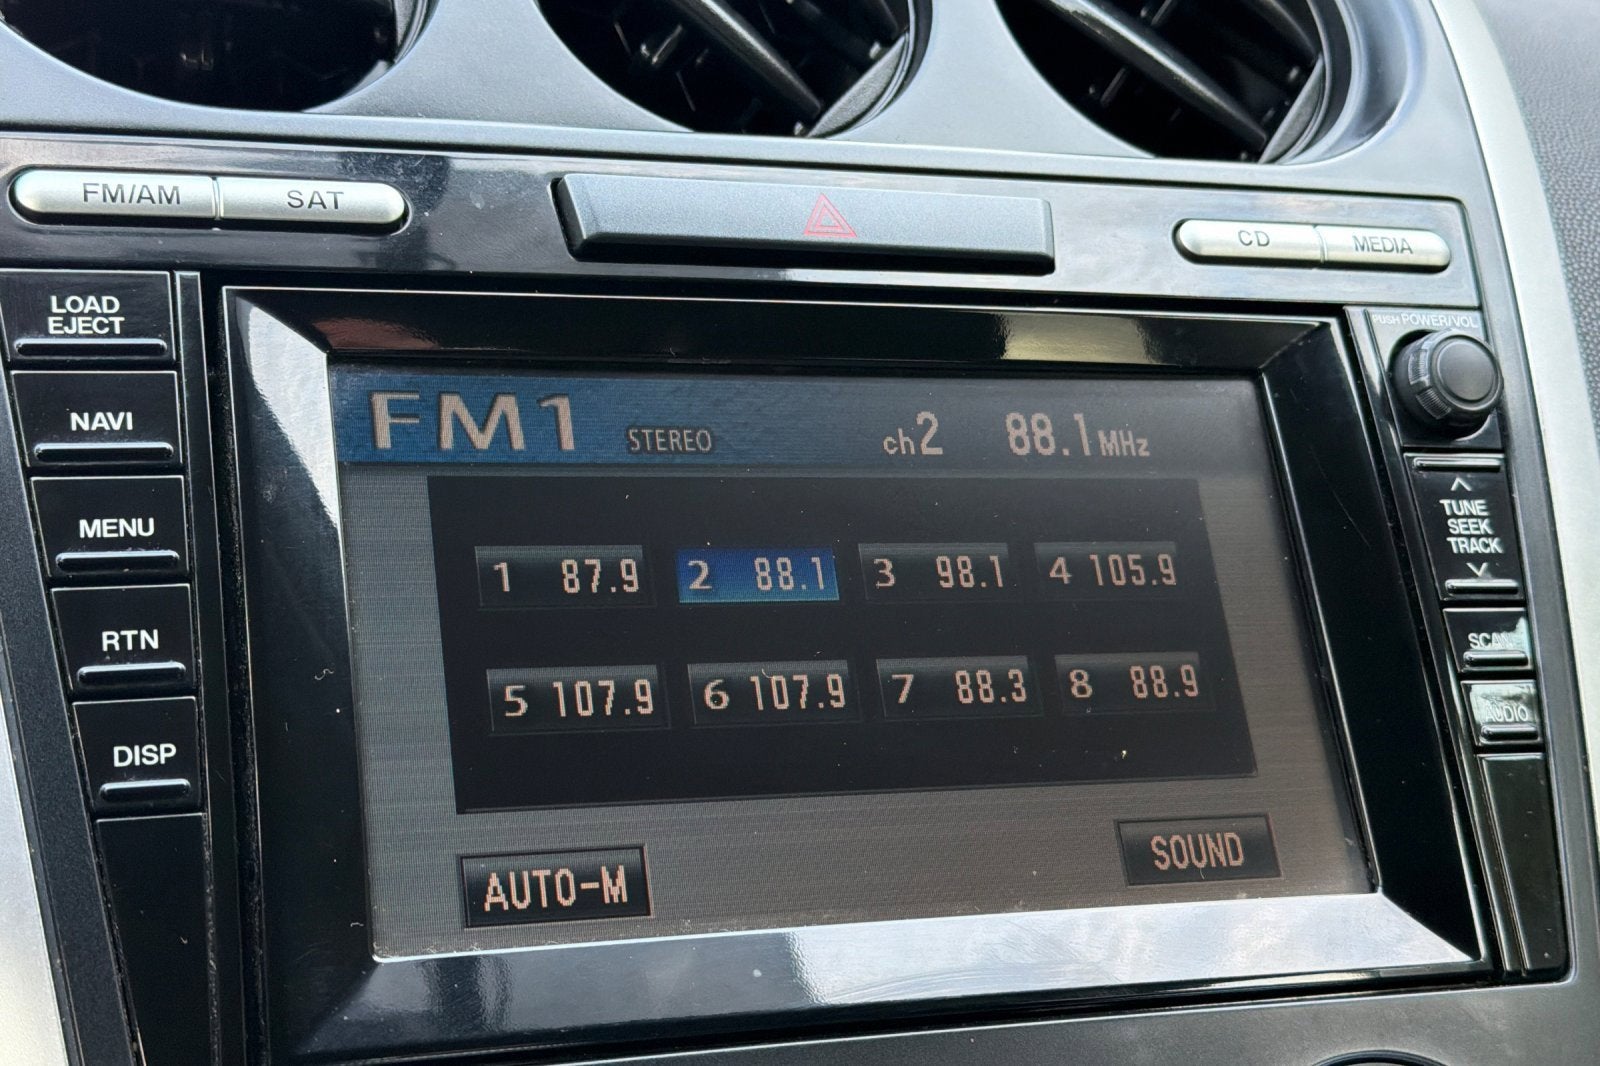 FM/AM SAT
CD MEDIA
LOAD
EJECT
PUSH POWER/VOL
NAVI
MENU
RTN
DISP
FM1 STEREO ch2 88.1MHz
1 87.9 2 88.1 3 98.1 4 105.9
5 107.9 6 107.9 7 88.3 8 88.9
AUTO-M SOUND
TUNE
SEEK
TRACK
SCAN
AUDIO